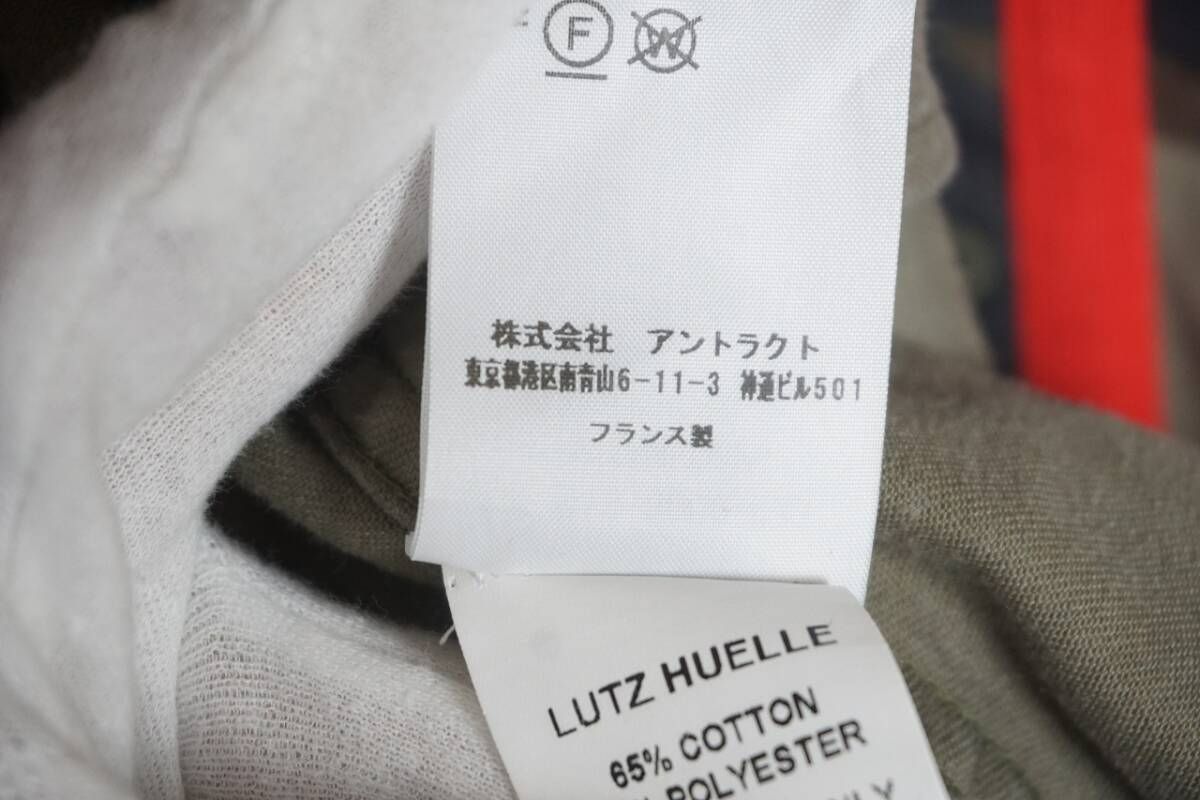 F W
株式会社 アントラクト
東京都港区南青山6-11-3 神通ビル501
フランス製
LUTZ HUELLE
65% COTTON
POLYESTER